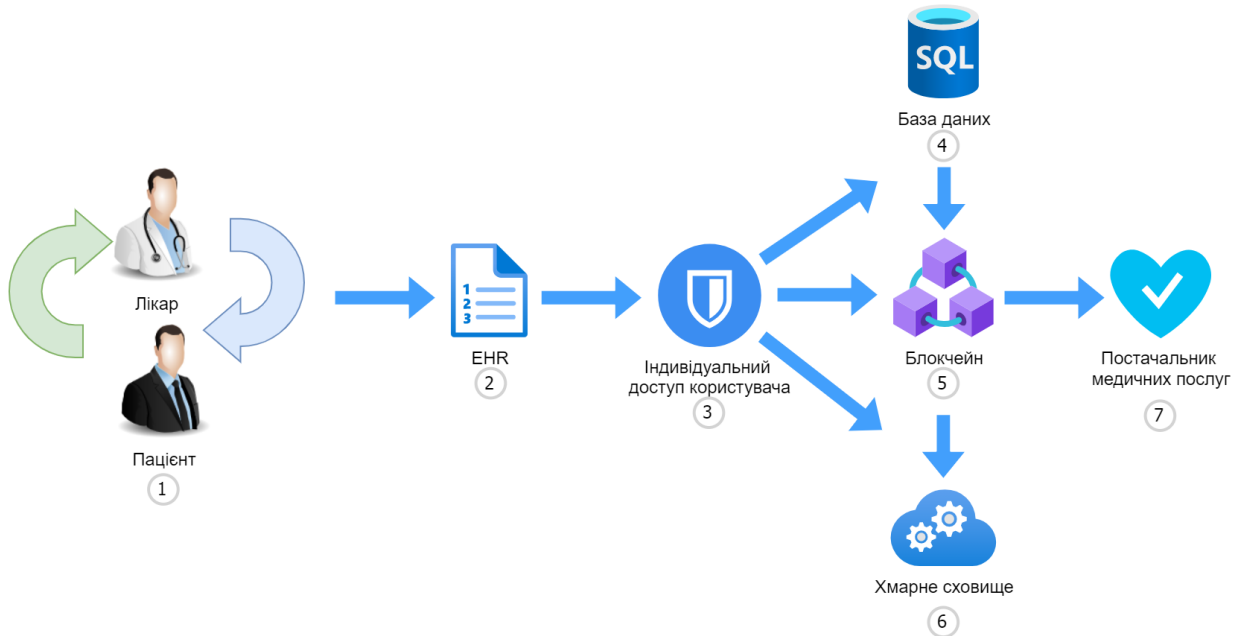 SQL
База даних
4
Лікар
Пацієнт
1
1
2
3
EHR
2
Індивідуальний
доступ користувача
3
Блокчейн
5
Постачальник
медичних послуг
7
Хмарне сховище
6